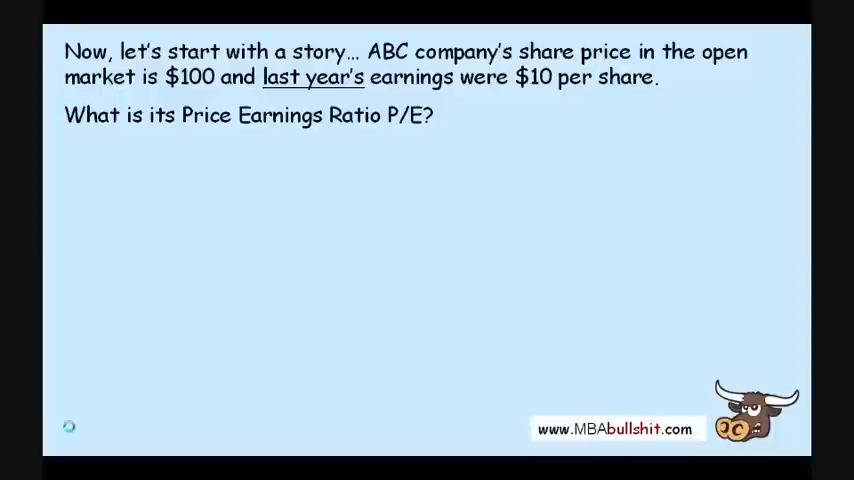 Now, let's start with a story... ABC company's share price in the open
market is $100 and last year's earnings were $10 per share.
What is its Price Earnings Ratio P/E?
www.MBAbullshit.com